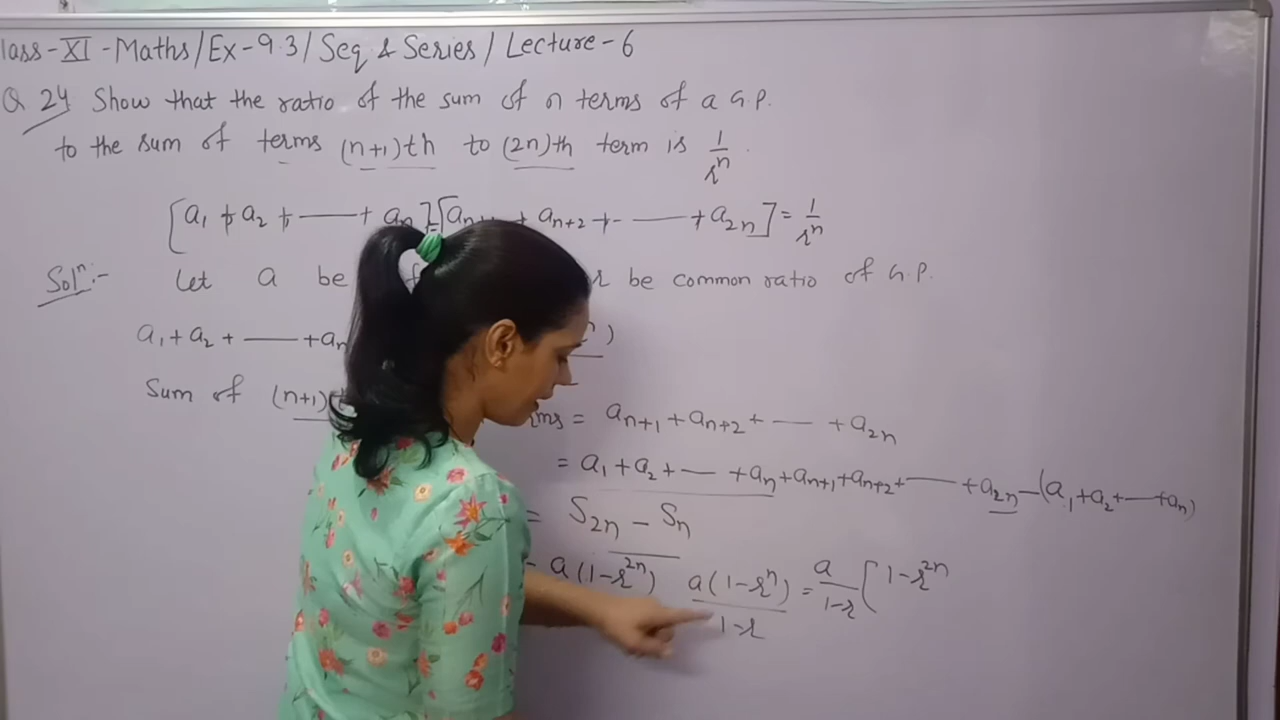 lass-XI-Maths/Ex-9.3/Seq & Series/Lecture-6
Q 24 Show that the ratio of the sum of n terms of a G.P.
to the sum of terms (n+1)th to (2n)th term is 1/r^n.
[a₁ + a₂ + —— + aₙ] [aₙ₊₁ + aₙ₊₂ + —— + a₂ₙ] = 1/r^n
Solⁿ:- Let a be r be common ratio of G.P.
a₁ + a₂ + —— + aₙ )
Sum of (n+1) = aₙ₊₁ + aₙ₊₂ + —— + a₂ₙ
= a₁ + a₂ + —— + aₙ + aₙ₊₁ + aₙ₊₂ + —— + a₂ₙ - (a₁ + a₂ + —— + aₙ)
= S₂ₙ - Sₙ
a(1-r^2n) a(1-r^n)/1-r = a/1-r [1-r^2n